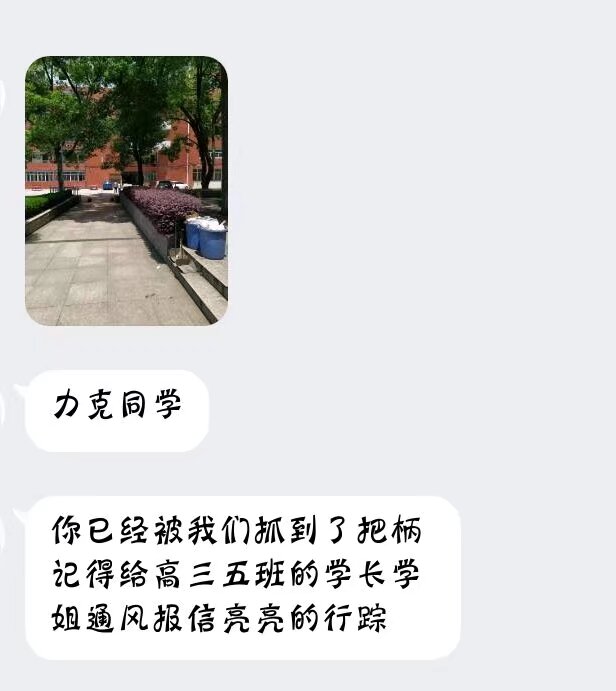 力克同学
你已经被我们抓到了把柄
记得给高三五班的学长学
姐通风报信亮亮的行踪